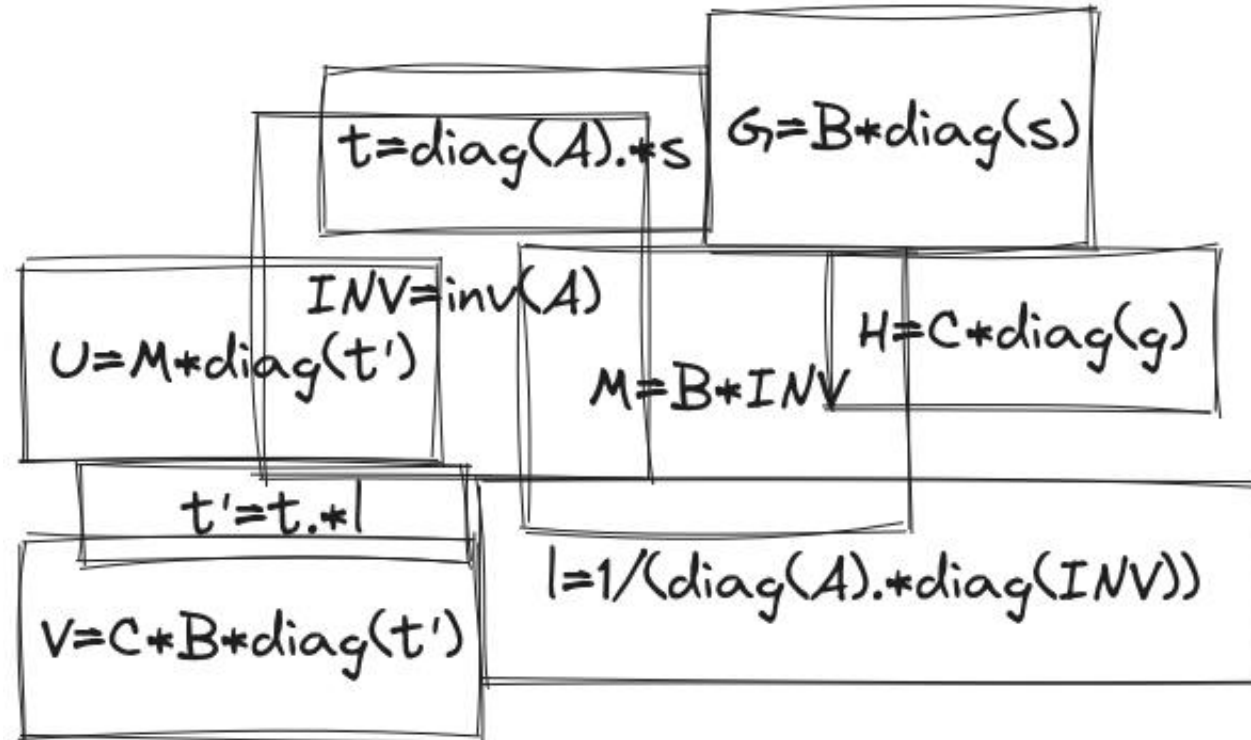 t=diag(A).*s
G=B*diag(s)
INV=inv(A)
U=M*diag(t')
M=B*INV
H=C*diag(g)
t'=t.*l
l=1/(diag(A).*diag(INV))
V=C*B*diag(t')